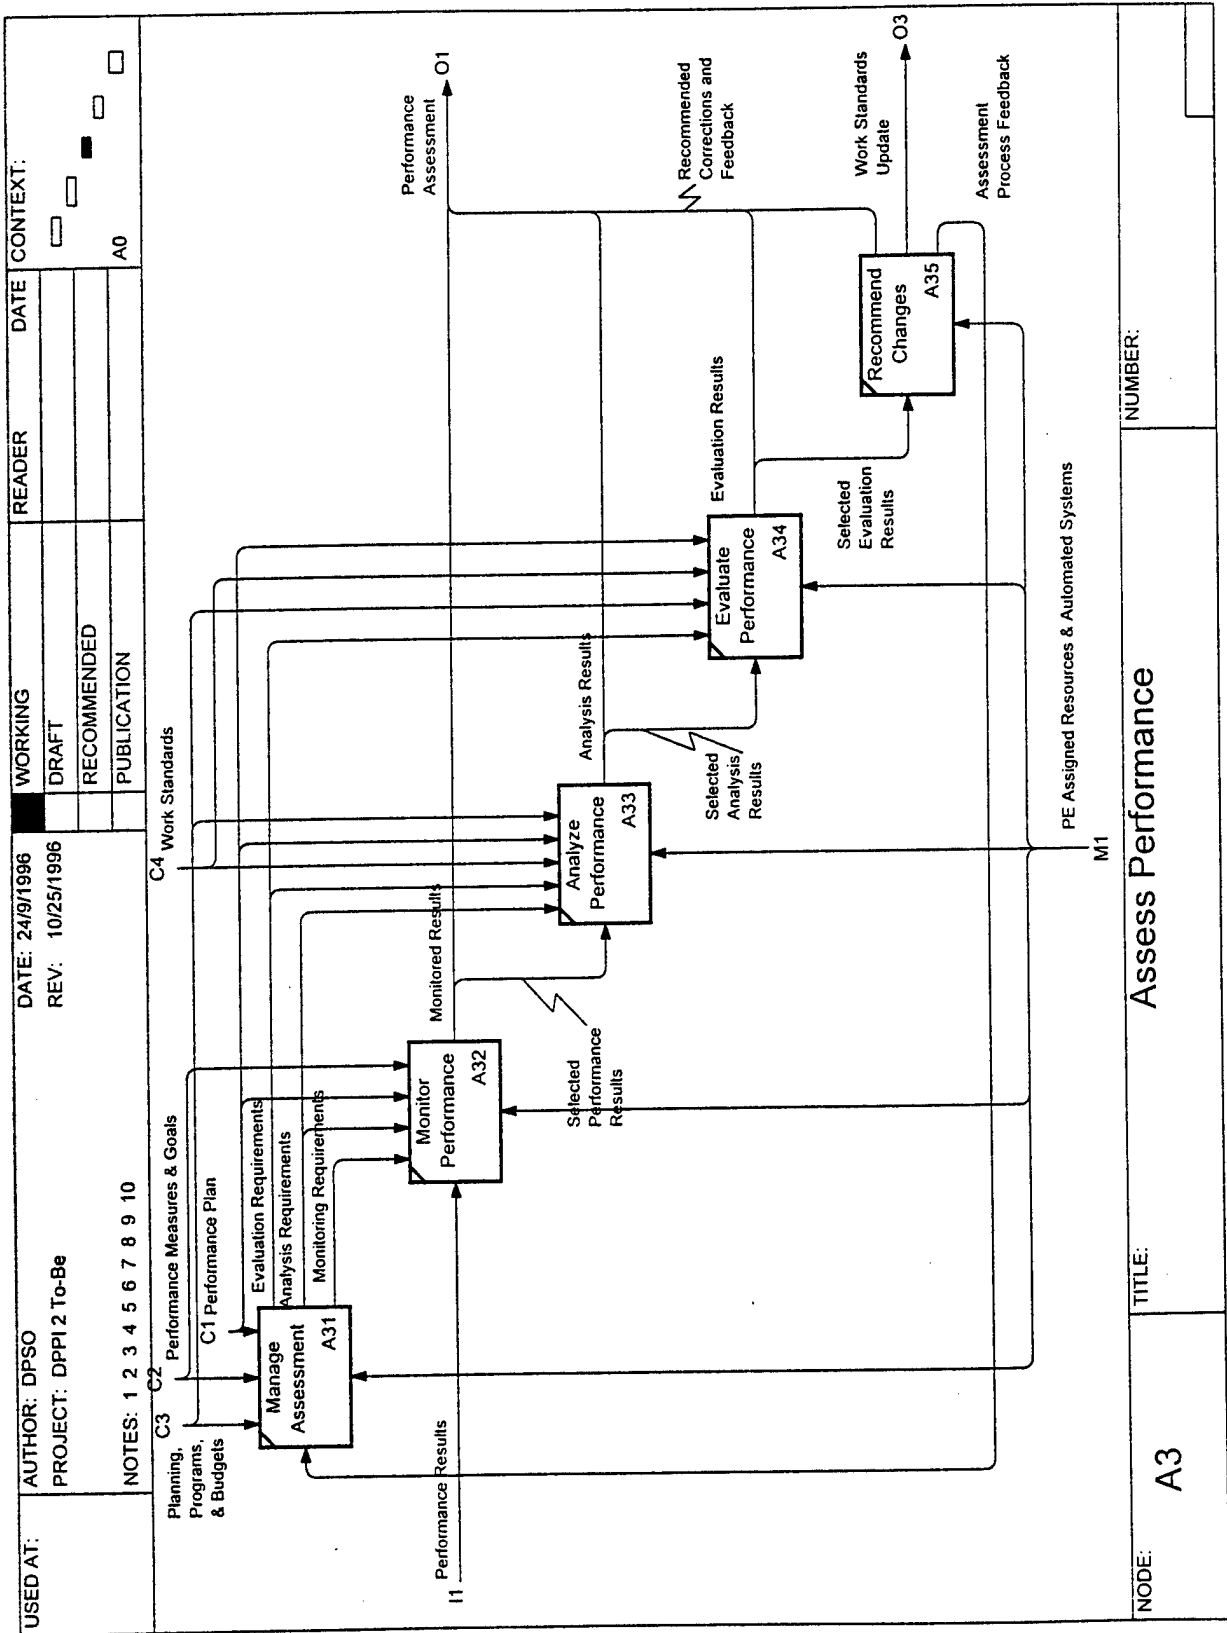 USED AT:
AUTHOR: DPSO
PROJECT: DPPI 2 To-Be
NOTES: 1 2 3 4 5 6 7 8 9 10
DATE: 24/9/1996
REV: 10/25/1996
WORKING
DRAFT
RECOMMENDED
PUBLICATION
READER
DATE
CONTEXT:
A0
C3
Planning,
Programs,
& Budgets
C2
Performance Measures & Goals
C1 Performance Plan
C4 Work Standards
Manage
Assessment
A31
Evaluation Requirements
Analysis Requirements
Monitoring Requirements
I1
Performance Results
Monitor
Performance
A32
Monitored Results
Selected
Performance
Results
Analyze
Performance
A33
Analysis Results
Selected
Analysis
Results
Evaluate
Performance
A34
Evaluation Results
Selected
Evaluation
Results
Recommend
Changes
A35
Performance
Assessment
O1
Recommended
Corrections and
Feedback
Work Standards
Update
O3
Assessment
Process Feedback
PE Assigned Resources & Automated Systems
M1
NODE:
A3
TITLE:
Assess Performance
NUMBER: